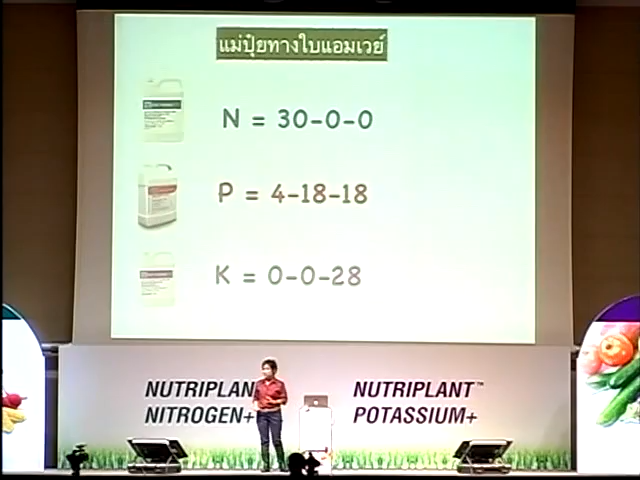 แม่ปุ๋ยทางใบแอมเวย์
N = 30-0-0
P = 4-18-18
K = 0-0-28
NUTRIPLAN
NITROGEN+
NUTRIPLANT™
POTASSIUM+